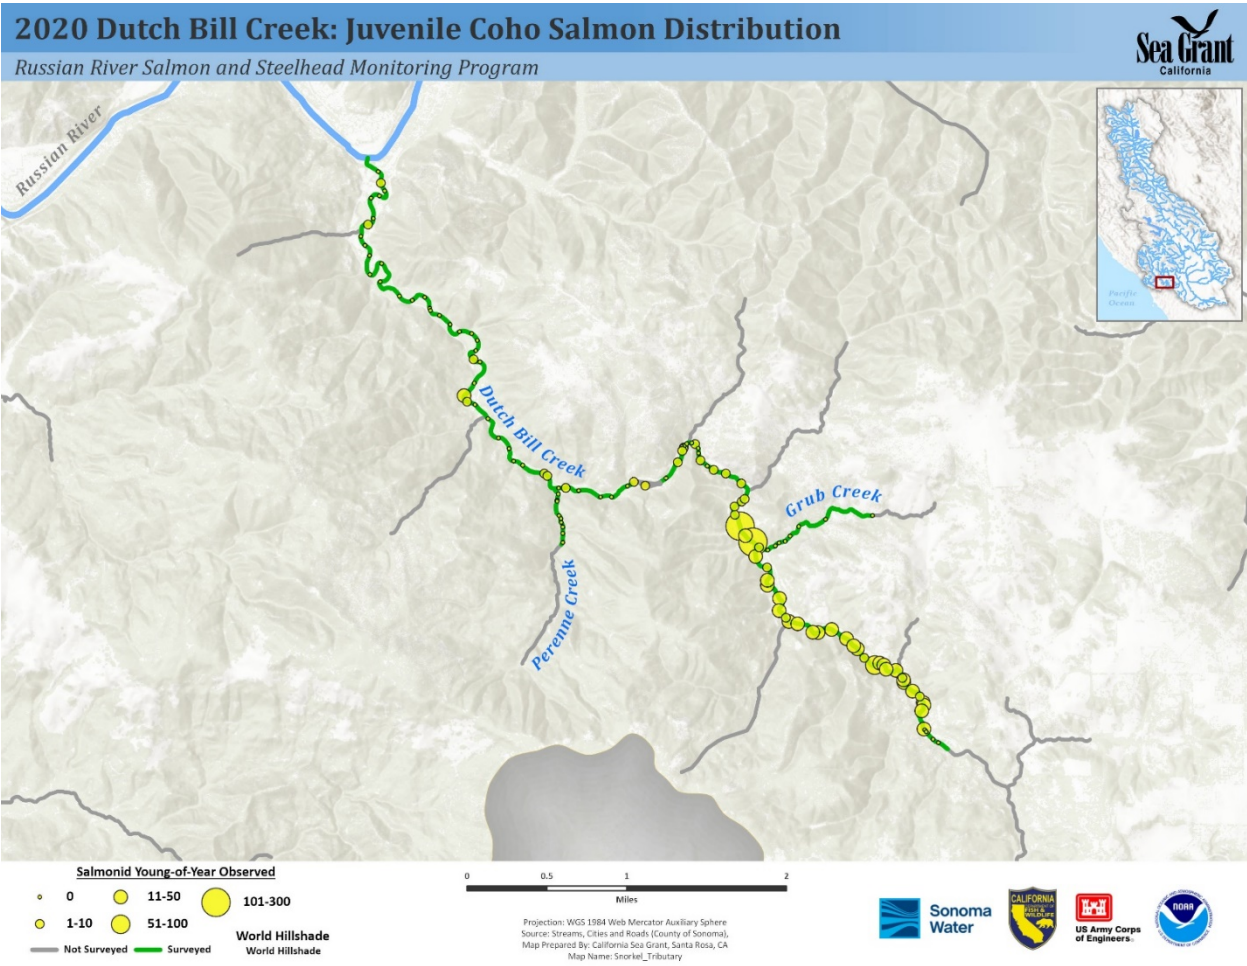 2020 Dutch Bill Creek: Juvenile Coho Salmon Distribution
Russian River Salmon and Steelhead Monitoring Program
Sea Grant
California
Russian River
Pacific
Ocean
Dutch Bill Creek
Grub Creek
Perenne Creek
Salmonid Young-of-Year Observed
0
11-50
101-300
1-10
51-100
Not Surveyed
Surveyed
World Hillshade
World Hillshade
0
0.5
1
2
Miles
Projection: WGS 1984 Web Mercator Auxiliary Sphere
Source: Streams, Cities and Roads (County of Sonoma),
Map Prepared By: California Sea Grant, Santa Rosa, CA
Map Name: Snorkel_Tributary
Sonoma
Water
CALIFORNIA
FISH &
WILDLIFE
US Army Corps
of Engineers®
NOAA